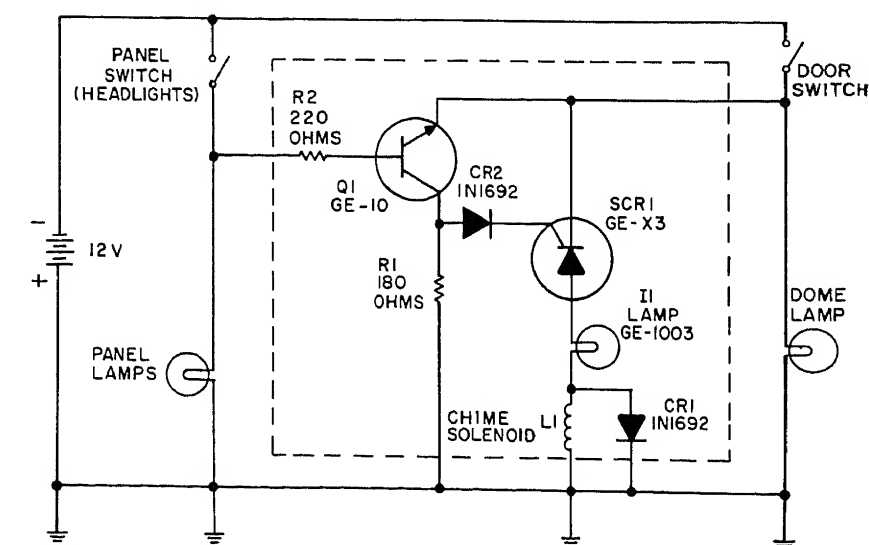 PANEL
SWITCH
(HEADLIGHTS)
DOOR
SWITCH
R2
220
OHMS
Q1
GE-10
CR2
1N1692
SCR1
GE-X3
-
12V
+
R1
180
OHMS
I1
LAMP
GE-1003
DOME
LAMP
PANEL
LAMPS
CHIME
SOLENOID
L1
CR1
1N1692